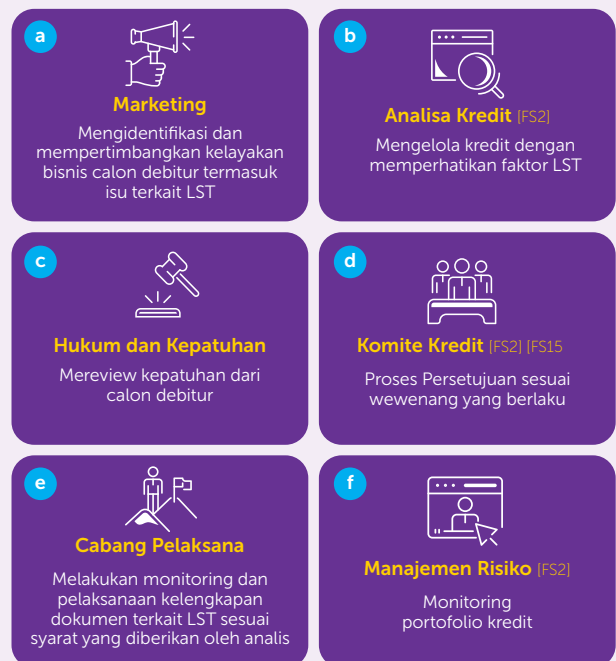 a
Marketing
Mengidentifikasi dan
mempertimbangkan kelayakan
bisnis calon debitur termasuk
isu terkait LST
b
Analisa Kredit [FS2]
Mengelola kredit dengan
memperhatikan faktor LST
c
Hukum dan Kepatuhan
Mereview kepatuhan dari
calon debitur
d
Komite Kredit [FS2] [FS15
Proses Persetujuan sesuai
wewenang yang berlaku
e
Cabang Pelaksana
Melakukan monitoring dan
pelaksanaan kelengkapan
dokumen terkait LST sesuai
syarat yang diberikan oleh analis
f
Manajemen Risiko [FS2]
Monitoring
portofolio kredit